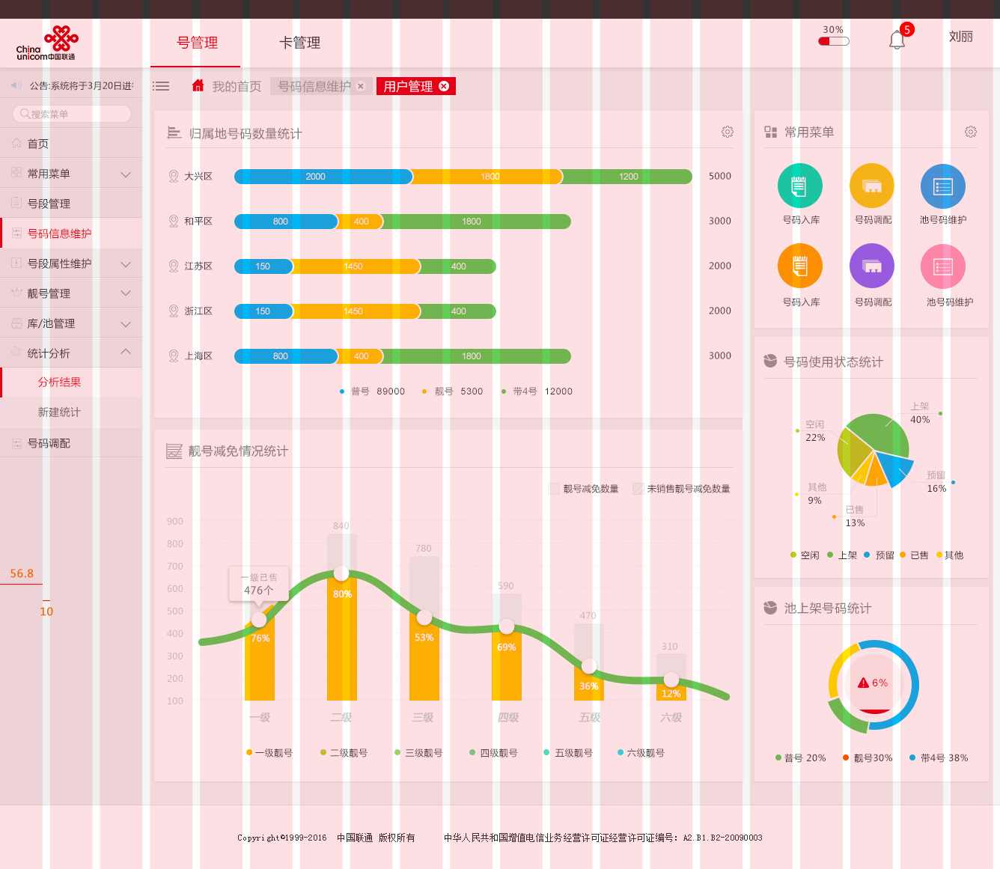 China
unicom中国联通
号管理
卡管理
30%
5
刘丽
公告:系统将于3月20日进
我的首页
号码信息维护
用户管理
搜索菜单
首页
常用菜单
号段管理
号码信息维护
号段属性维护
靓号管理
库/池管理
统计分析
分析结果
新建统计
号码调配
56.8
10
归属地号码数量统计
大兴区 2000 1800 1200 5000
和平区 800 400 1800 3000
江苏区 150 1450 400 2000
浙江区 150 1450 400 2000
上海区 800 400 1800 3000
普号 89000 靓号 5300 带4号 12000
靓号减免情况统计
靓号减免数量 未销售靓号减免数量
900
800
700
600
500
400
300
200
100
840
780
590
470
310
一级已售
476个
76%
80%
53%
69%
36%
12%
一级 二级 三级 四级 五级 六级
一级靓号 二级靓号 三级靓号 四级靓号 五级靓号 六级靓号
常用菜单
号码入库 号码调配 池号码维护
号码入库 号码调配 池号码维护
号码使用状态统计
上架
40%
空闲
22%
预留
16%
其他
9%
已售
13%
空闲 上架 预留 已售 其他
池上架号码统计
6%
普号 20% 靓号30% 带4号 38%
Copyright©1999-2016 中国联通 版权所有 中华人民共和国增值电信业务经营许可证经营许可证编号: A2.B1.B2-20090003